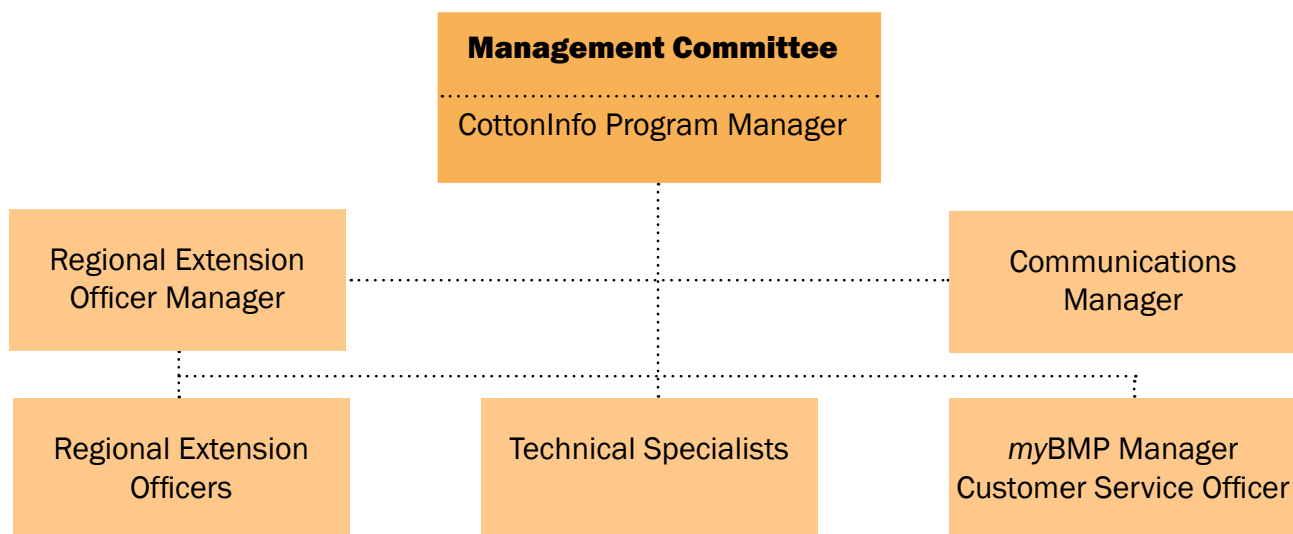 Management Committee
CottonInfo Program Manager
Regional Extension
Officer Manager
Communications
Manager
Regional Extension
Officers
Technical Specialists
myBMP Manager
Customer Service Officer